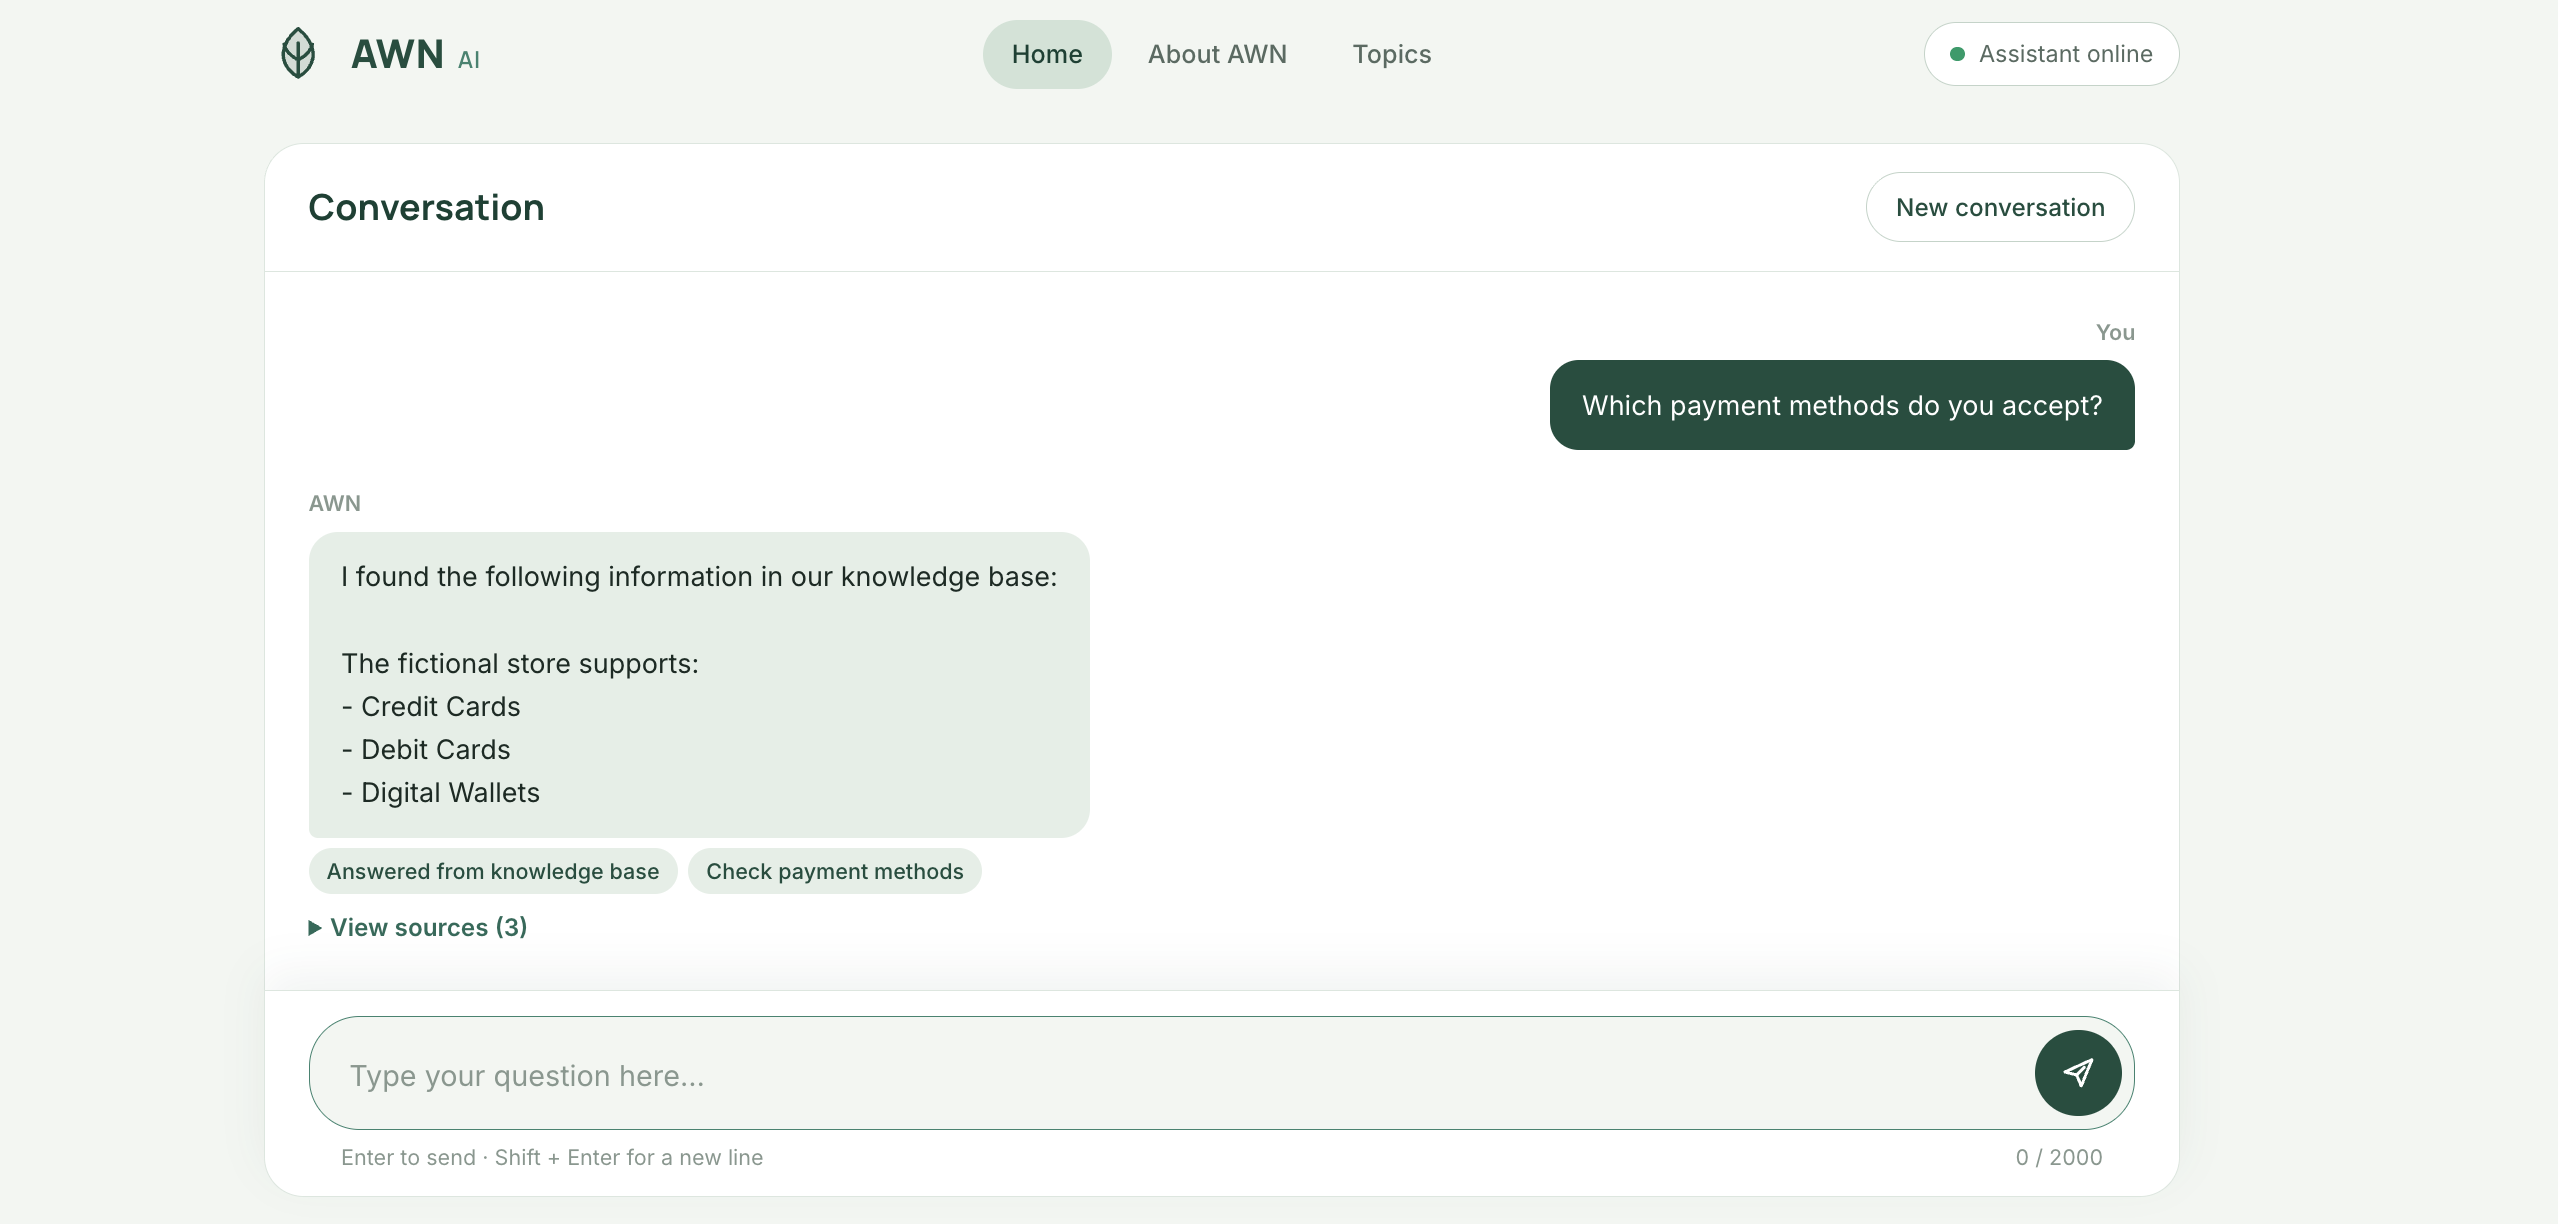 AWN AI
Home
About AWN
Topics
Assistant online
Conversation
New conversation
You
Which payment methods do you accept?
AWN
I found the following information in our knowledge base:
The fictional store supports:
- Credit Cards
- Debit Cards
- Digital Wallets
Answered from knowledge base
Check payment methods
View sources (3)
Type your question here...
Enter to send · Shift + Enter for a new line
0 / 2000